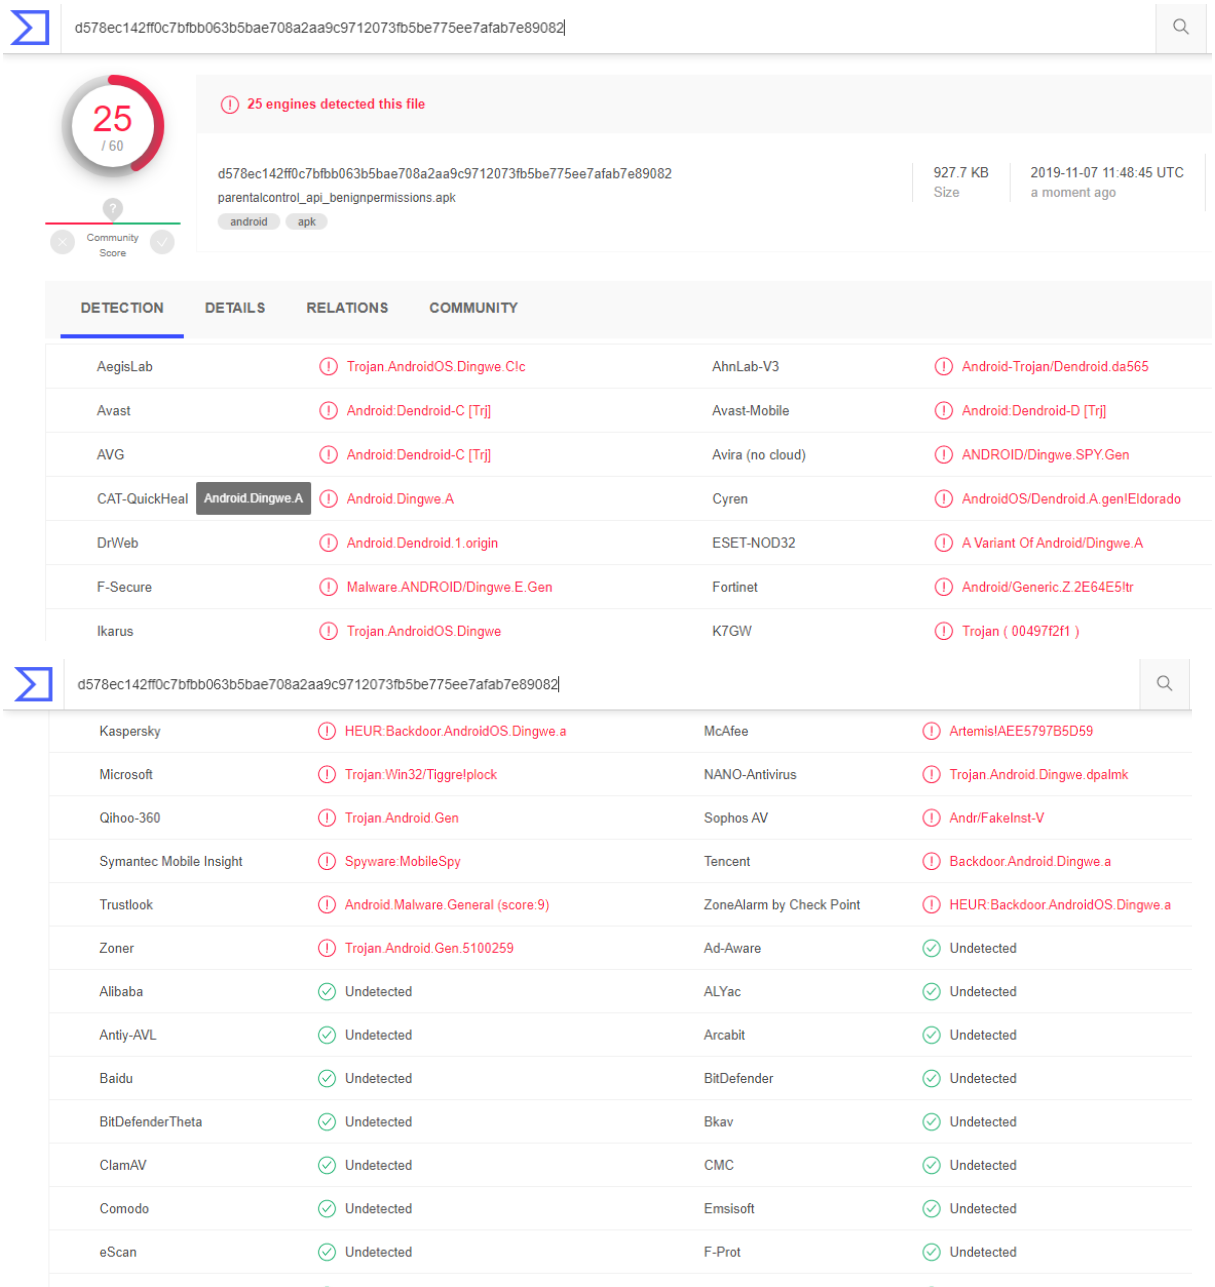 d578ec142ff0c7bfbb063b5bae708a2aa9c9712073fb5be775ee7afab7e89082
25
/ 60
25 engines detected this file
d578ec142ff0c7bfbb063b5bae708a2aa9c9712073fb5be775ee7afab7e89082
927.7 KB
2019-11-07 11:48:45 UTC
parentalcontrol_api_benignpermissions.apk
Size
a moment ago
android apk
?
Community
Score
DETECTION DETAILS RELATIONS COMMUNITY
AegisLab Trojan.AndroidOS.Dingwe.C!c AhnLab-V3 Android-Trojan/Dendroid.da565
Avast Android:Dendroid-C [Trj] Avast-Mobile Android:Dendroid-D [Trj]
AVG Android:Dendroid-C [Trj] Avira (no cloud) ANDROID/Dingwe.SPY.Gen
CAT-QuickHeal Android.Dingwe.A Android.Dingwe.A Cyren AndroidOS/Dendroid.A.gen!Eldorado
DrWeb Android.Dendroid.1.origin ESET-NOD32 A Variant Of Android/Dingwe.A
F-Secure Malware.ANDROID/Dingwe.E.Gen Fortinet Android/Generic.Z.2E64E5!tr
Ikarus Trojan.AndroidOS.Dingwe K7GW Trojan ( 00497f2f1 )
d578ec142ff0c7bfbb063b5bae708a2aa9c9712073fb5be775ee7afab7e89082
Kaspersky HEUR:Backdoor.AndroidOS.Dingwe.a McAfee Artemis!AEE5797B5D59
Microsoft Trojan:Win32/Tiggre!plock NANO-Antivirus Trojan.Android.Dingwe.dpalmk
Qihoo-360 Trojan.Android.Gen Sophos AV Andr/FakeInst-V
Symantec Mobile Insight Spyware:MobileSpy Tencent Backdoor.Android.Dingwe.a
Trustlook Android.Malware.General (score:9) ZoneAlarm by Check Point HEUR:Backdoor.AndroidOS.Dingwe.a
Zoner Trojan.Android.Gen.5100259 Ad-Aware Undetected
Alibaba Undetected ALYac Undetected
Antiy-AVL Undetected Arcabit Undetected
Baidu Undetected BitDefender Undetected
BitDefenderTheta Undetected Bkav Undetected
ClamAV Undetected CMC Undetected
Comodo Undetected Emsisoft Undetected
eScan Undetected F-Prot Undetected